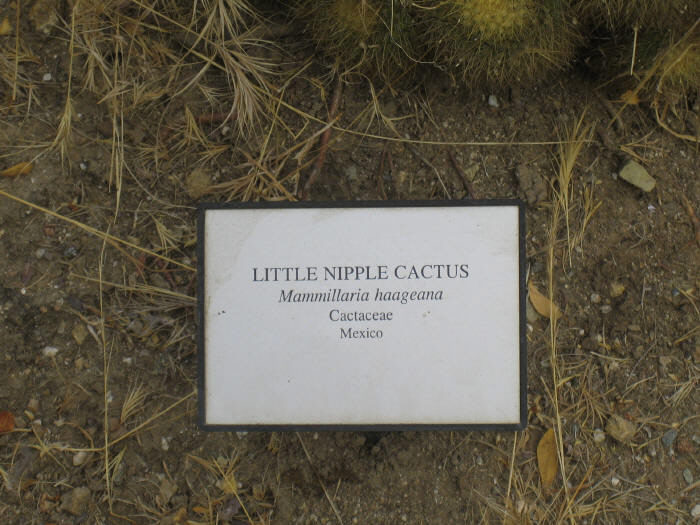 LITTLE NIPPLE CACTUS
Mammillaria haageana
Cactaceae
Mexico